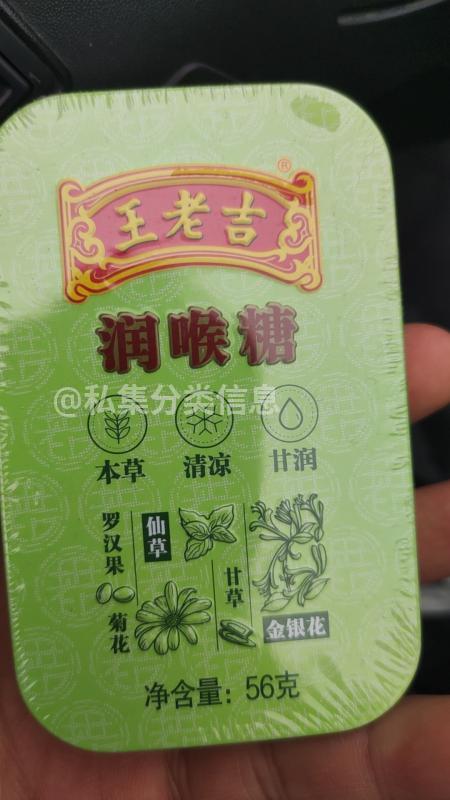 王老吉®
润喉糖
@私集分类信息
本草 清凉 甘润
罗汉果
仙草
菊花
甘草
金银花
净含量：56克